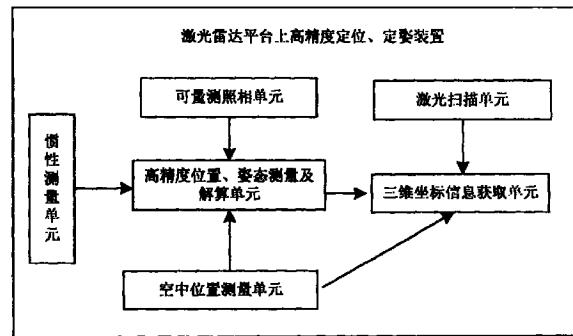 激光雷达平台上高精度定位、定姿装置
可量测照相单元
激光扫描单元
惯性测量单元
高精度位置、姿态测量及
解算单元
三维坐标信息获取单元
空中位置测量单元